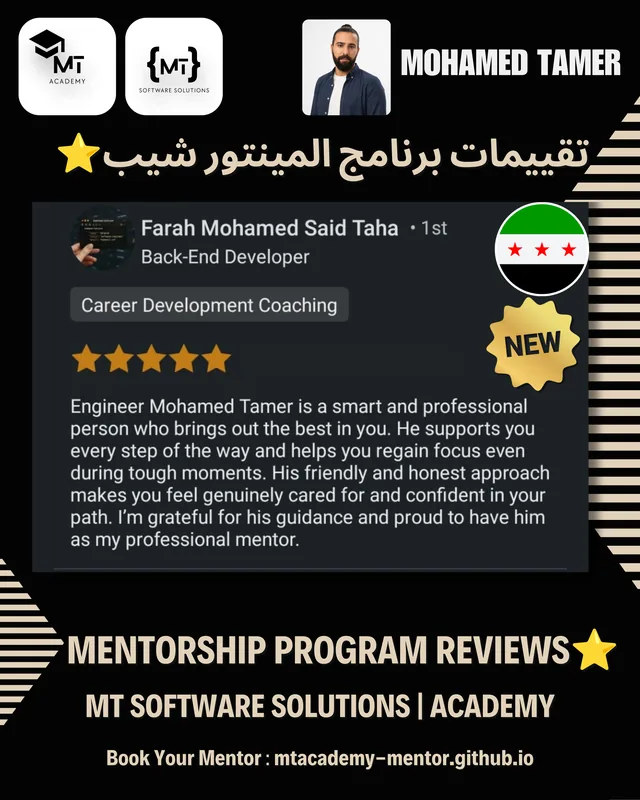 MT
ACADEMY
{MT}
SOFTWARE SOLUTIONS
MOHAMED TAMER
تقييمات برنامج المينتور شيب⭐
Farah Mohamed Said Taha • 1st
Back-End Developer
Career Development Coaching
NEW
Engineer Mohamed Tamer is a smart and professional
person who brings out the best in you. He supports you
every step of the way and helps you regain focus even
during tough moments. His friendly and honest approach
makes you feel genuinely cared for and confident in your
path. I’m grateful for his guidance and proud to have him
as my professional mentor.
MENTORSHIP PROGRAM REVIEWS⭐
MT SOFTWARE SOLUTIONS | ACADEMY
Book Your Mentor : mtacademy-mentor.github.io